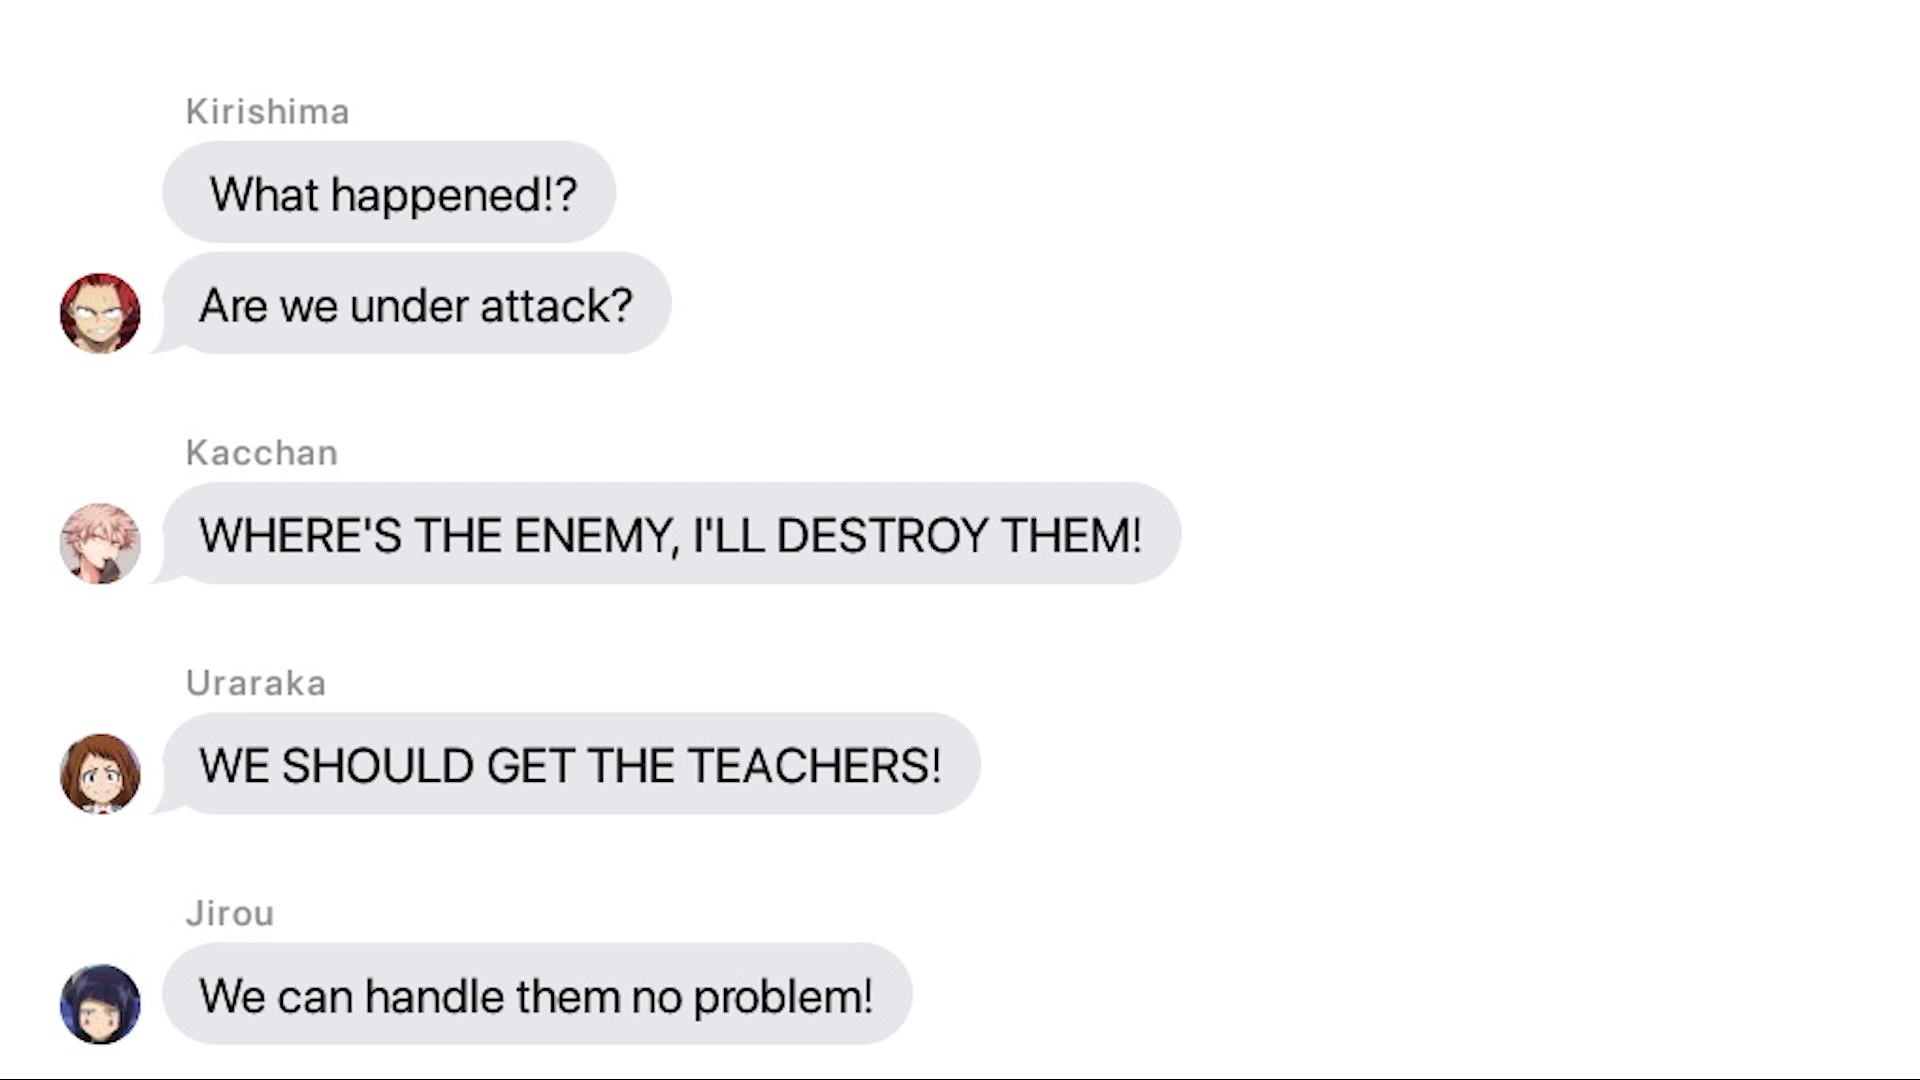 Kirishima
What happened!?
Are we under attack?
Kacchan
WHERE'S THE ENEMY, I'LL DESTROY THEM!
Uraraka
WE SHOULD GET THE TEACHERS!
Jirou
We can handle them no problem!